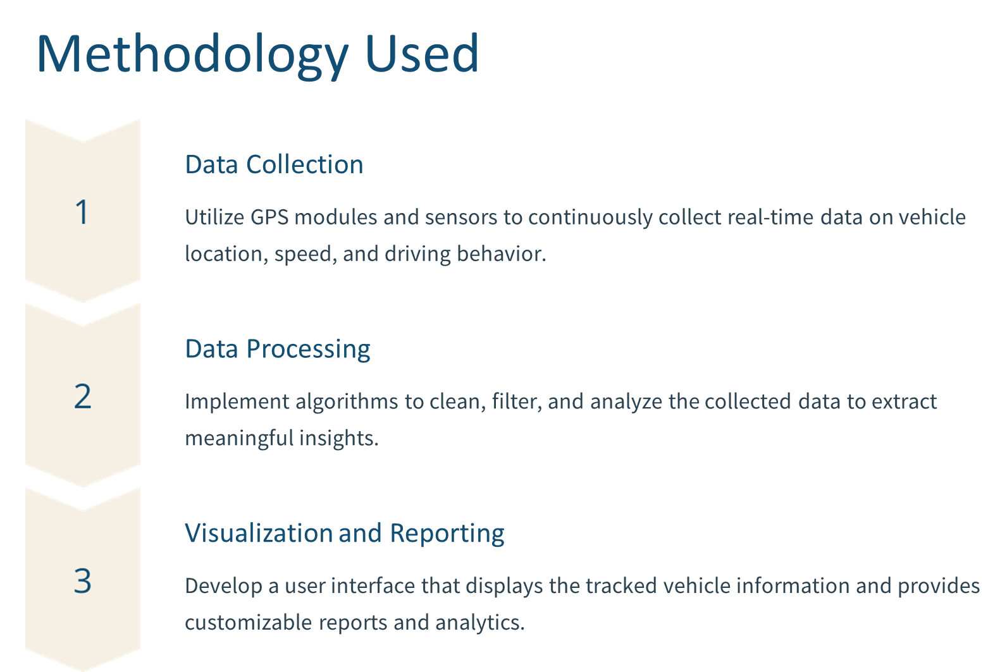 Methodology Used
1
Data Collection
Utilize GPS modules and sensors to continuously collect real-time data on vehicle
location, speed, and driving behavior.
2
Data Processing
Implement algorithms to clean, filter, and analyze the collected data to extract
meaningful insights.
3
Visualization and Reporting
Develop a user interface that displays the tracked vehicle information and provides
customizable reports and analytics.